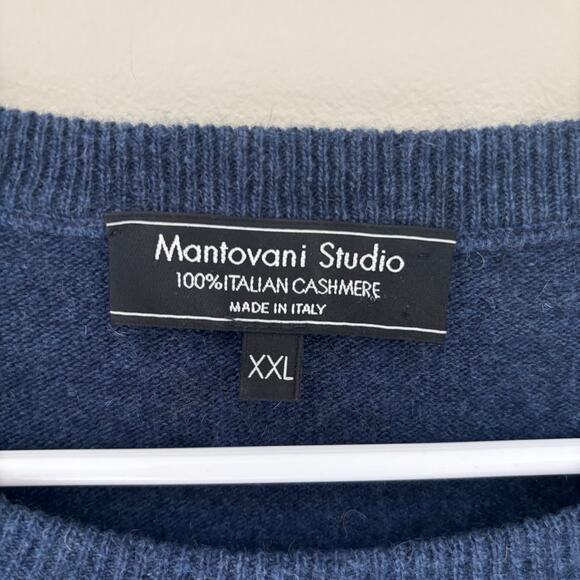 Mantovani Studio
100%ITALIAN CASHMERE
MADE IN ITALY
XXL